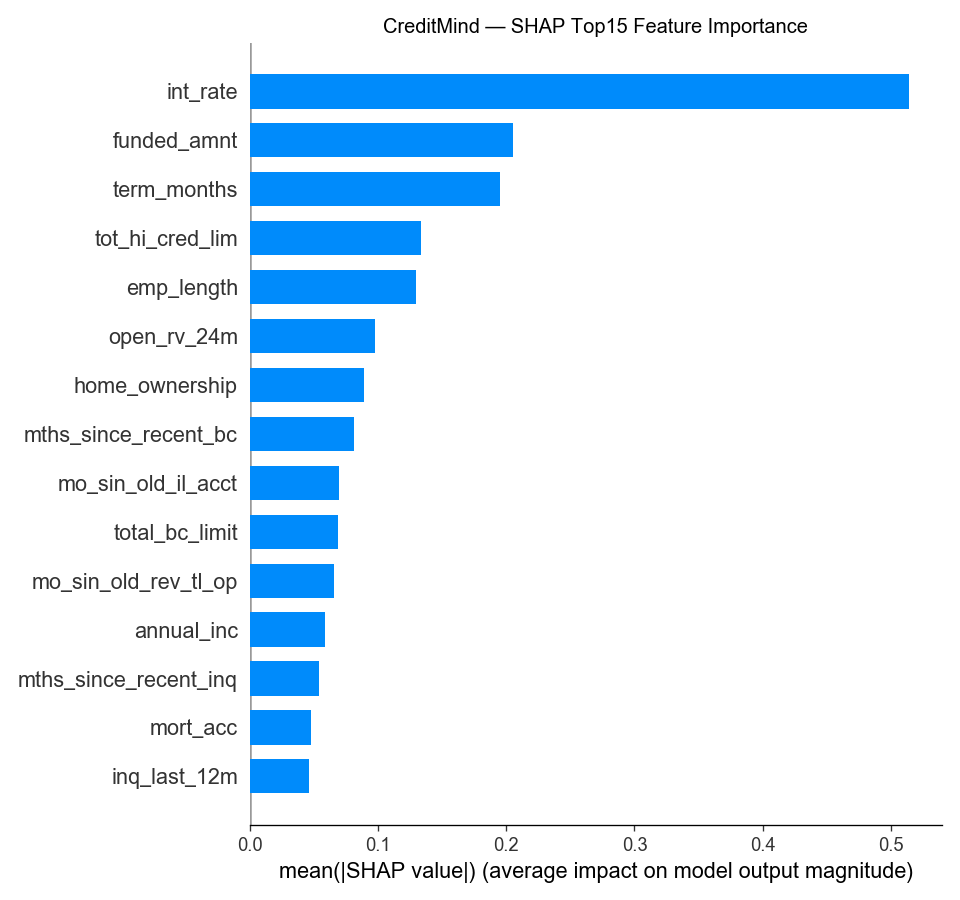 CreditMind — SHAP Top15 Feature Importance
int_rate
funded_amnt
term_months
tot_hi_cred_lim
emp_length
open_rv_24m
home_ownership
mths_since_recent_bc
mo_sin_old_il_acct
total_bc_limit
mo_sin_old_rev_tl_op
annual_inc
mths_since_recent_inq
mort_acc
inq_last_12m
0.0 0.1 0.2 0.3 0.4 0.5
mean(|SHAP value|) (average impact on model output magnitude)